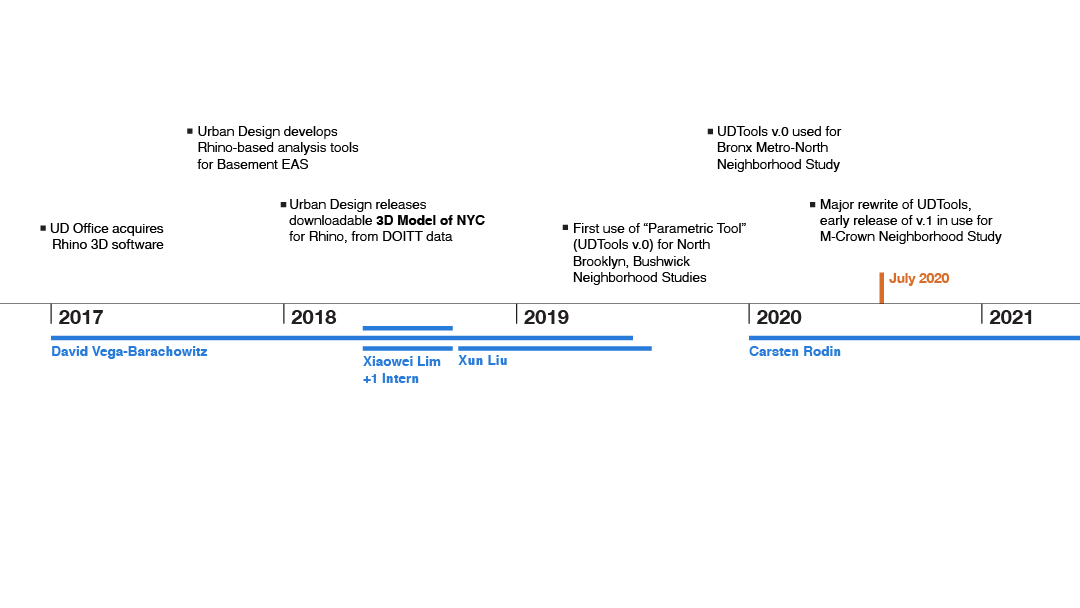 Urban Design develops
Rhino-based analysis tools
for Basement EAS
UDTools v.0 used for
Bronx Metro-North
Neighborhood Study
UD Office acquires
Rhino 3D software
Urban Design releases
downloadable 3D Model of NYC
for Rhino, from DOITT data
First use of “Parametric Tool”
(UDTools v.0) for North
Brooklyn, Bushwick
Neighborhood Studies
Major rewrite of UDTools,
early release of v.1 in use for
M-Crown Neighborhood Study
July 2020
2017
2018
2019
2020
2021
David Vega-Barachowitz
Xiaowei Lim
+1 Intern
Xun Liu
Carsten Rodin